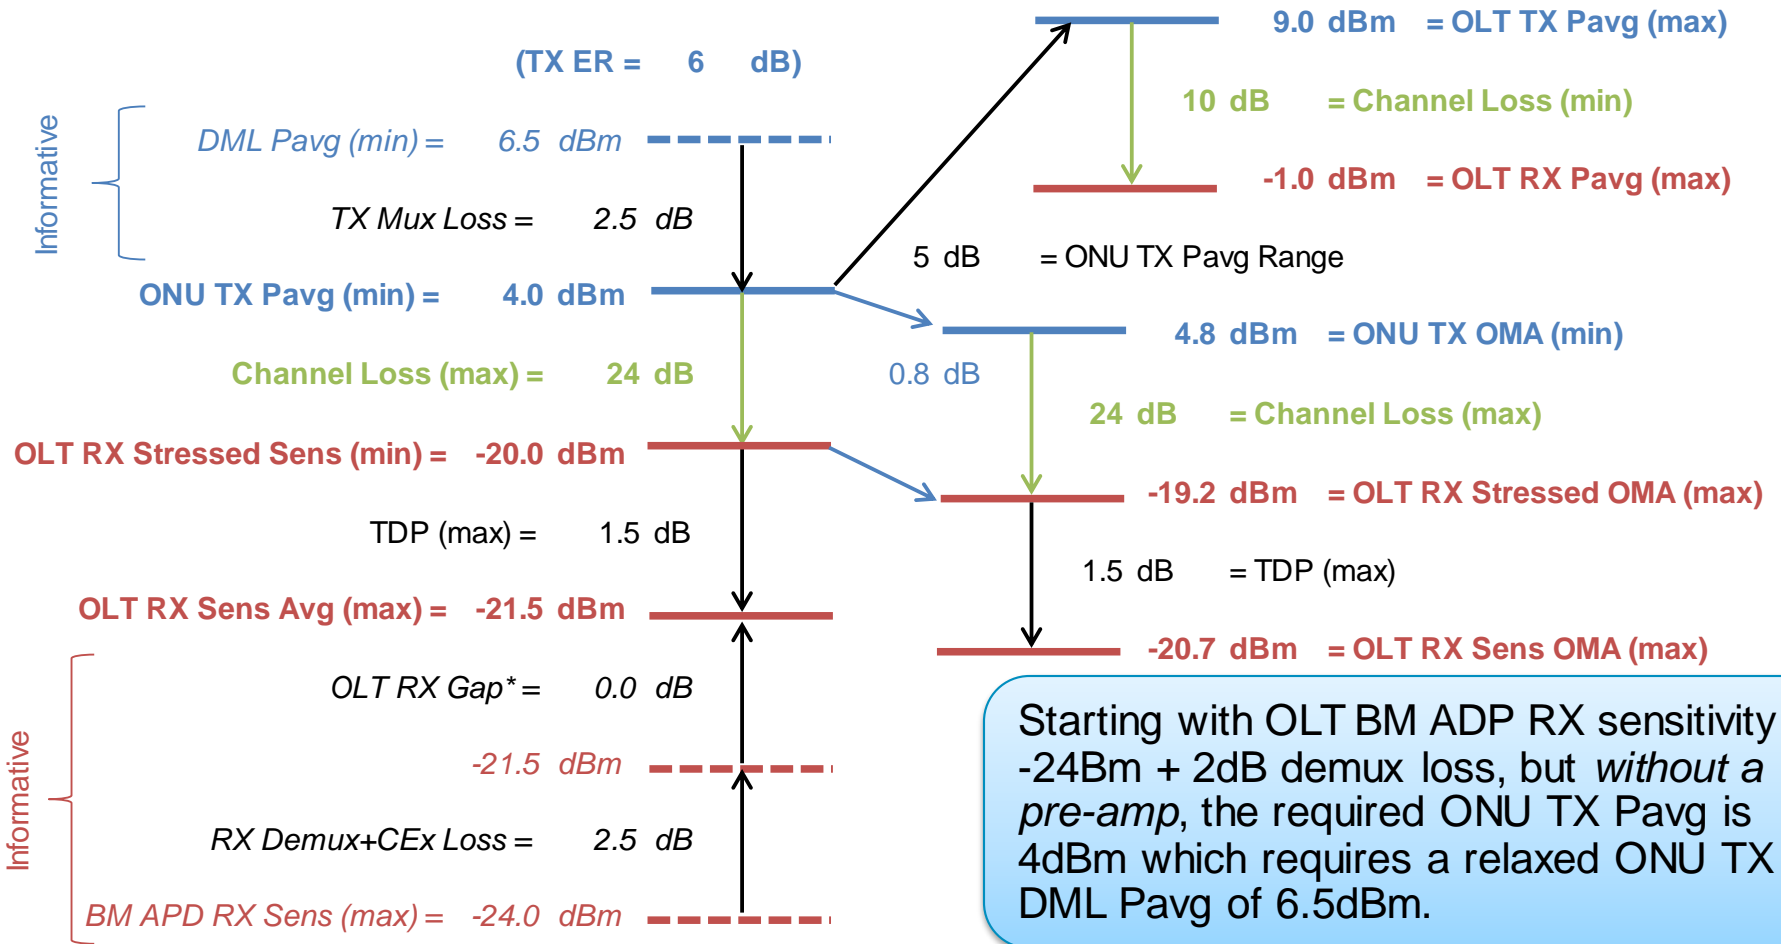 (TX ER = 6 dB)
Informative
DML Pavg (min) = 6.5 dBm
TX Mux Loss = 2.5 dB
ONU TX Pavg (min) = 4.0 dBm
Channel Loss (max) = 24 dB
OLT RX Stressed Sens (min) = -20.0 dBm
TDP (max) = 1.5 dB
OLT RX Sens Avg (max) = -21.5 dBm
Informative
OLT RX Gap* = 0.0 dB
-21.5 dBm
RX Demux+CEx Loss = 2.5 dB
BM APD RX Sens (max) = -24.0 dBm
9.0 dBm = OLT TX Pavg (max)
10 dB = Channel Loss (min)
-1.0 dBm = OLT RX Pavg (max)
5 dB = ONU TX Pavg Range
4.8 dBm = ONU TX OMA (min)
0.8 dB
24 dB = Channel Loss (max)
-19.2 dBm = OLT RX Stressed OMA (max)
1.5 dB = TDP (max)
-20.7 dBm = OLT RX Sens OMA (max)
Starting with OLT BM ADP RX sensitivity
-24Bm + 2dB demux loss, but without a
pre-amp, the required ONU TX Pavg is
4dBm which requires a relaxed ONU TX
DML Pavg of 6.5dBm.